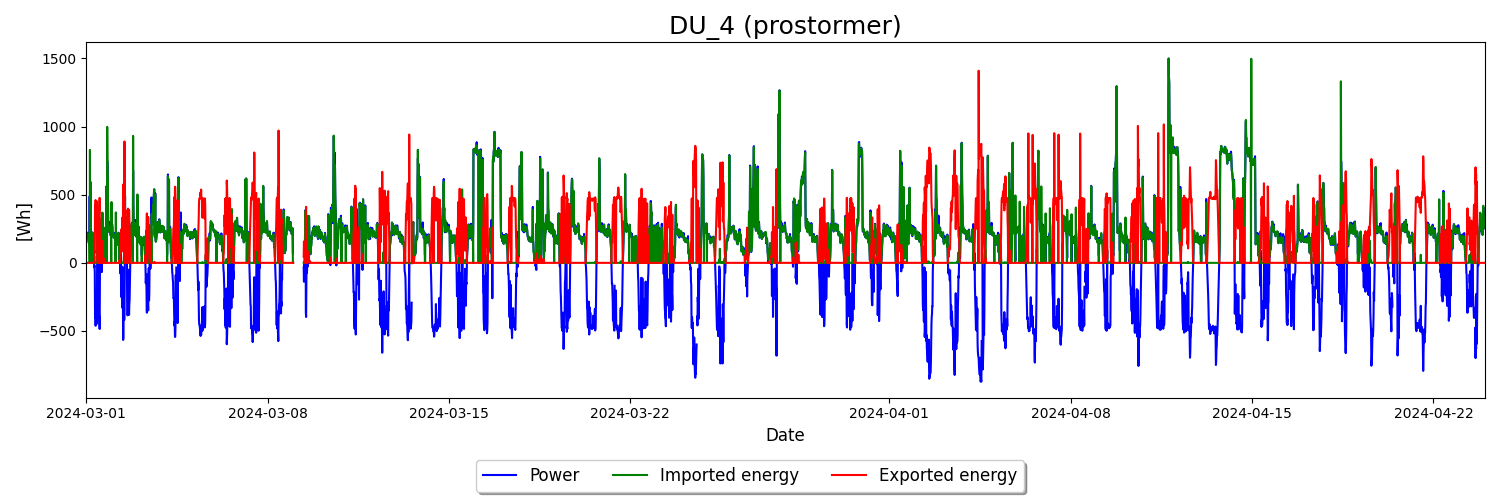 DU_4 (prostormer)
1500
1000
500
0
−500
[Wh]
2024-03-01 2024-03-08 2024-03-15 2024-03-22 2024-04-01 2024-04-08 2024-04-15 2024-04-22
Date
Power Imported energy Exported energy